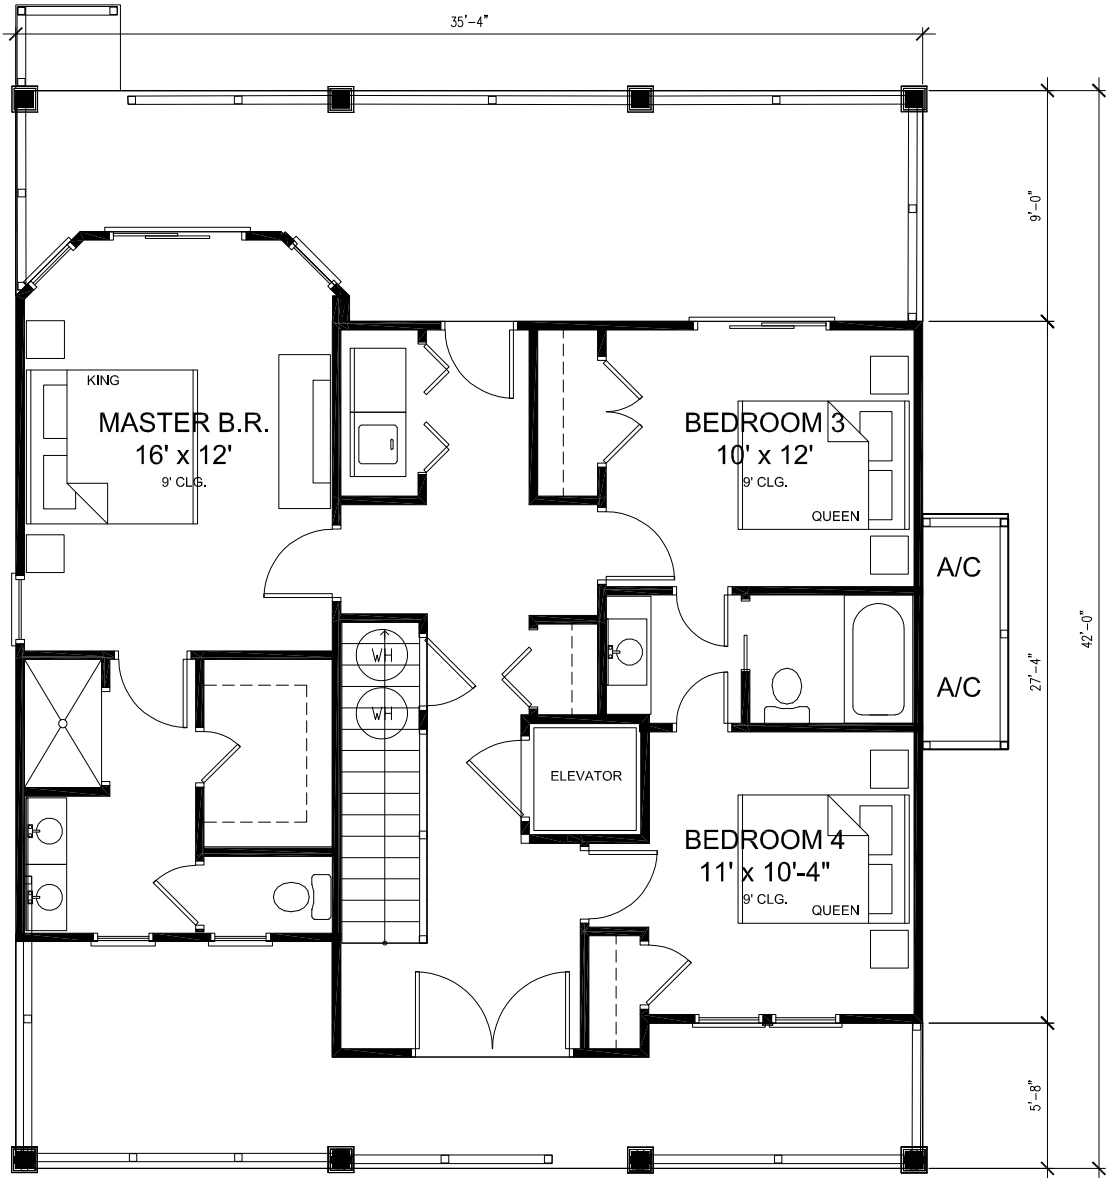 35'-4"
9'-0"
KING
MASTER B.R.
16' x 12'
9' CLG.
BEDROOM 3
10' x 12'
9' CLG.
QUEEN
A/C
A/C
42'-0"
27'-4"
WH
WH
ELEVATOR
BEDROOM 4
11' x 10'-4"
9' CLG.
QUEEN
5'-8"